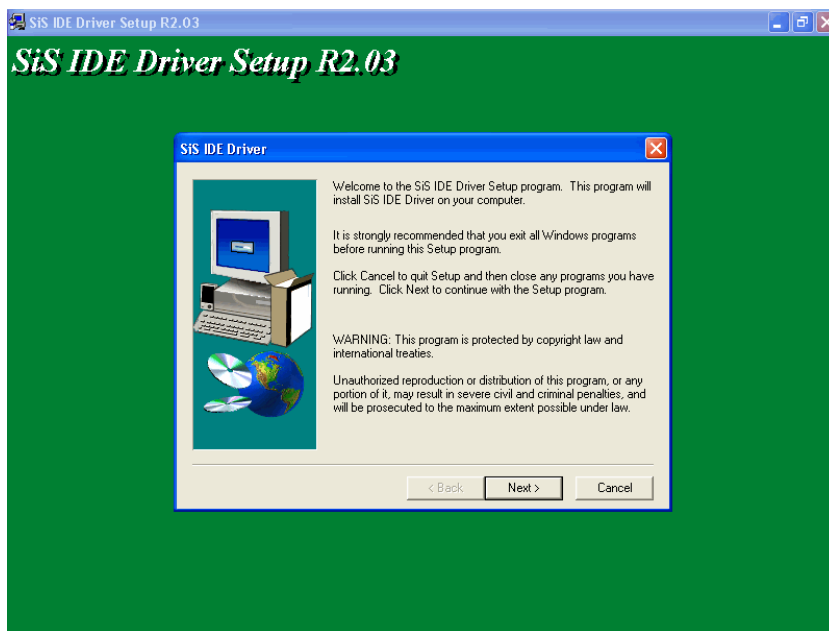 SiS IDE Driver Setup R2.03
SiS IDE Driver Setup R2.03
SiS IDE Driver
Welcome to the SiS IDE Driver Setup program. This program will
install SiS IDE Driver on your computer.
It is strongly recommended that you exit all Windows programs
before running this Setup program.
Click Cancel to quit Setup and then close any programs you have
running. Click Next to continue with the Setup program.
WARNING: This program is protected by copyright law and
international treaties.
Unauthorized reproduction or distribution of this program, or any
portion of it, may result in severe civil and criminal penalties, and
will be prosecuted to the maximum extent possible under law.
< Back
Next >
Cancel